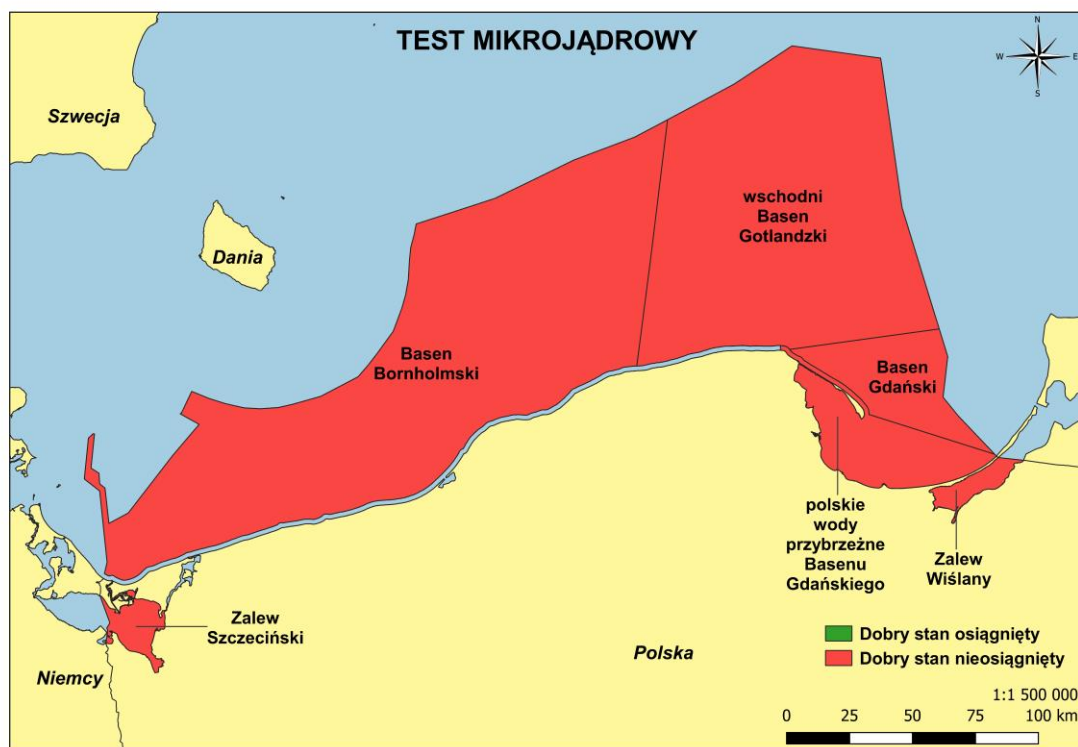 TEST MIKROJĄDROWY
N
W
E
S
Szwecja
Dania
wschodni
Basen
Gotlandzki
Basen
Bornholmski
Basen
Gdański
polskie
wody
przybrzeżne
Basenu
Gdańskiego
Zalew
Wiślany
Zalew
Szczeciński
Niemcy
Polska
Dobry stan osiągnięty
Dobry stan nieosiągnięty
1:1 500 000
0 25 50 75 100 km